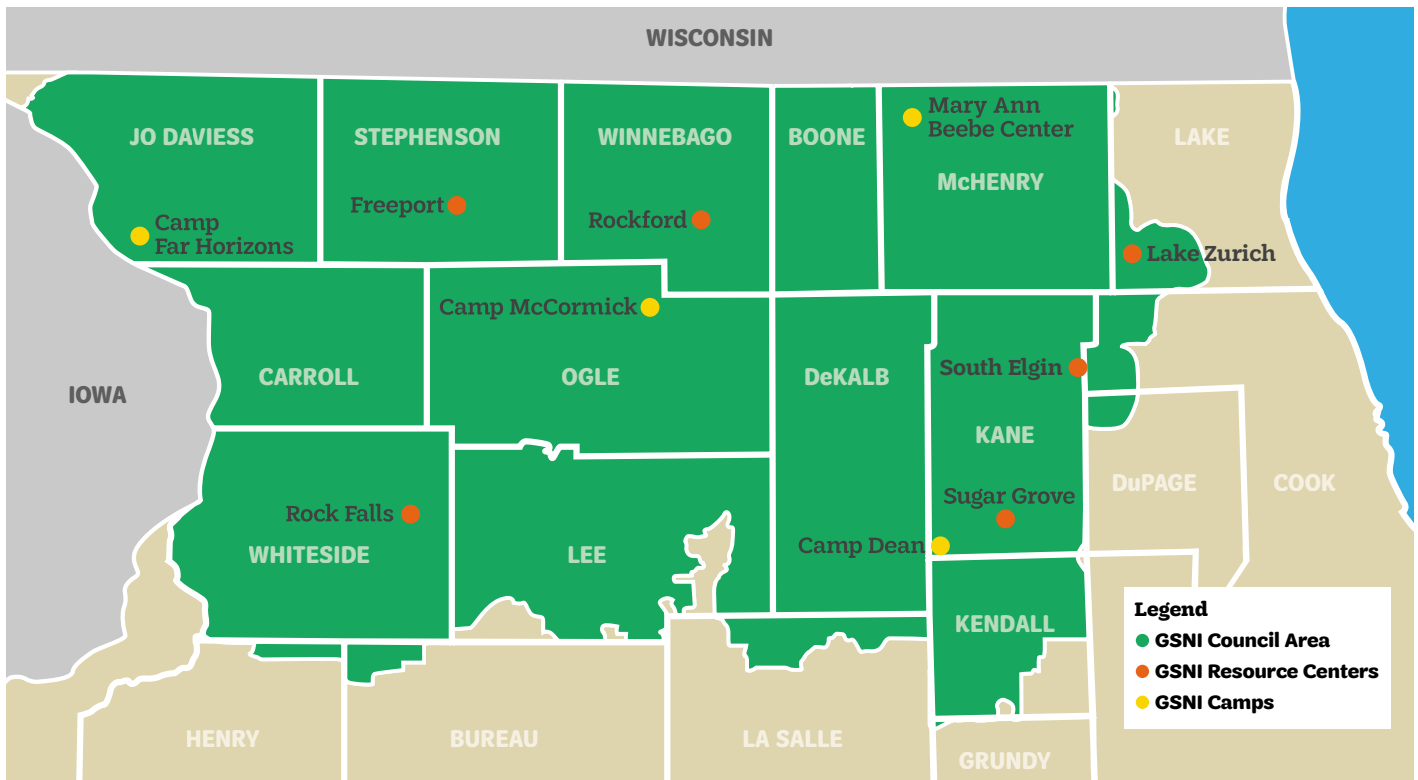 WISCONSIN
Mary Ann
Beebe Center
JO DAVIESS
STEPHENSON
WINNEBAGO
BOONE
LAKE
McHENRY
Freeport
Rockford
Camp
Far Horizons
Lake Zurich
Camp McCormick
South Elgin
CARROLL
OGLE
DeKALB
IOWA
KANE
DuPAGE
COOK
Sugar Grove
Rock Falls
Camp Dean
WHITESIDE
LEE
KENDALL
Legend
GSNI Council Area
GSNI Resource Centers
GSNI Camps
HENRY
BUREAU
LA SALLE
GRUNDY